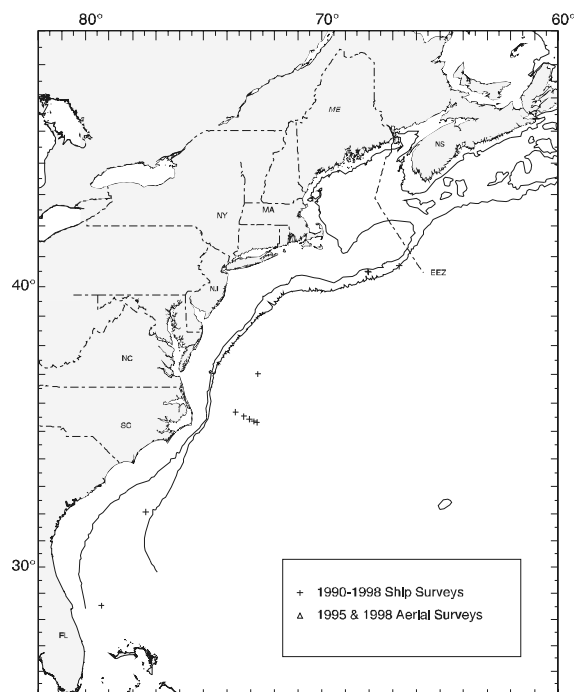 80° 70° 60°
ME
NS
NY MA
EEZ
NJ
40°
NC
SC
30°
+ 1990-1998 Ship Surveys
△ 1995 & 1998 Aerial Surveys
FL